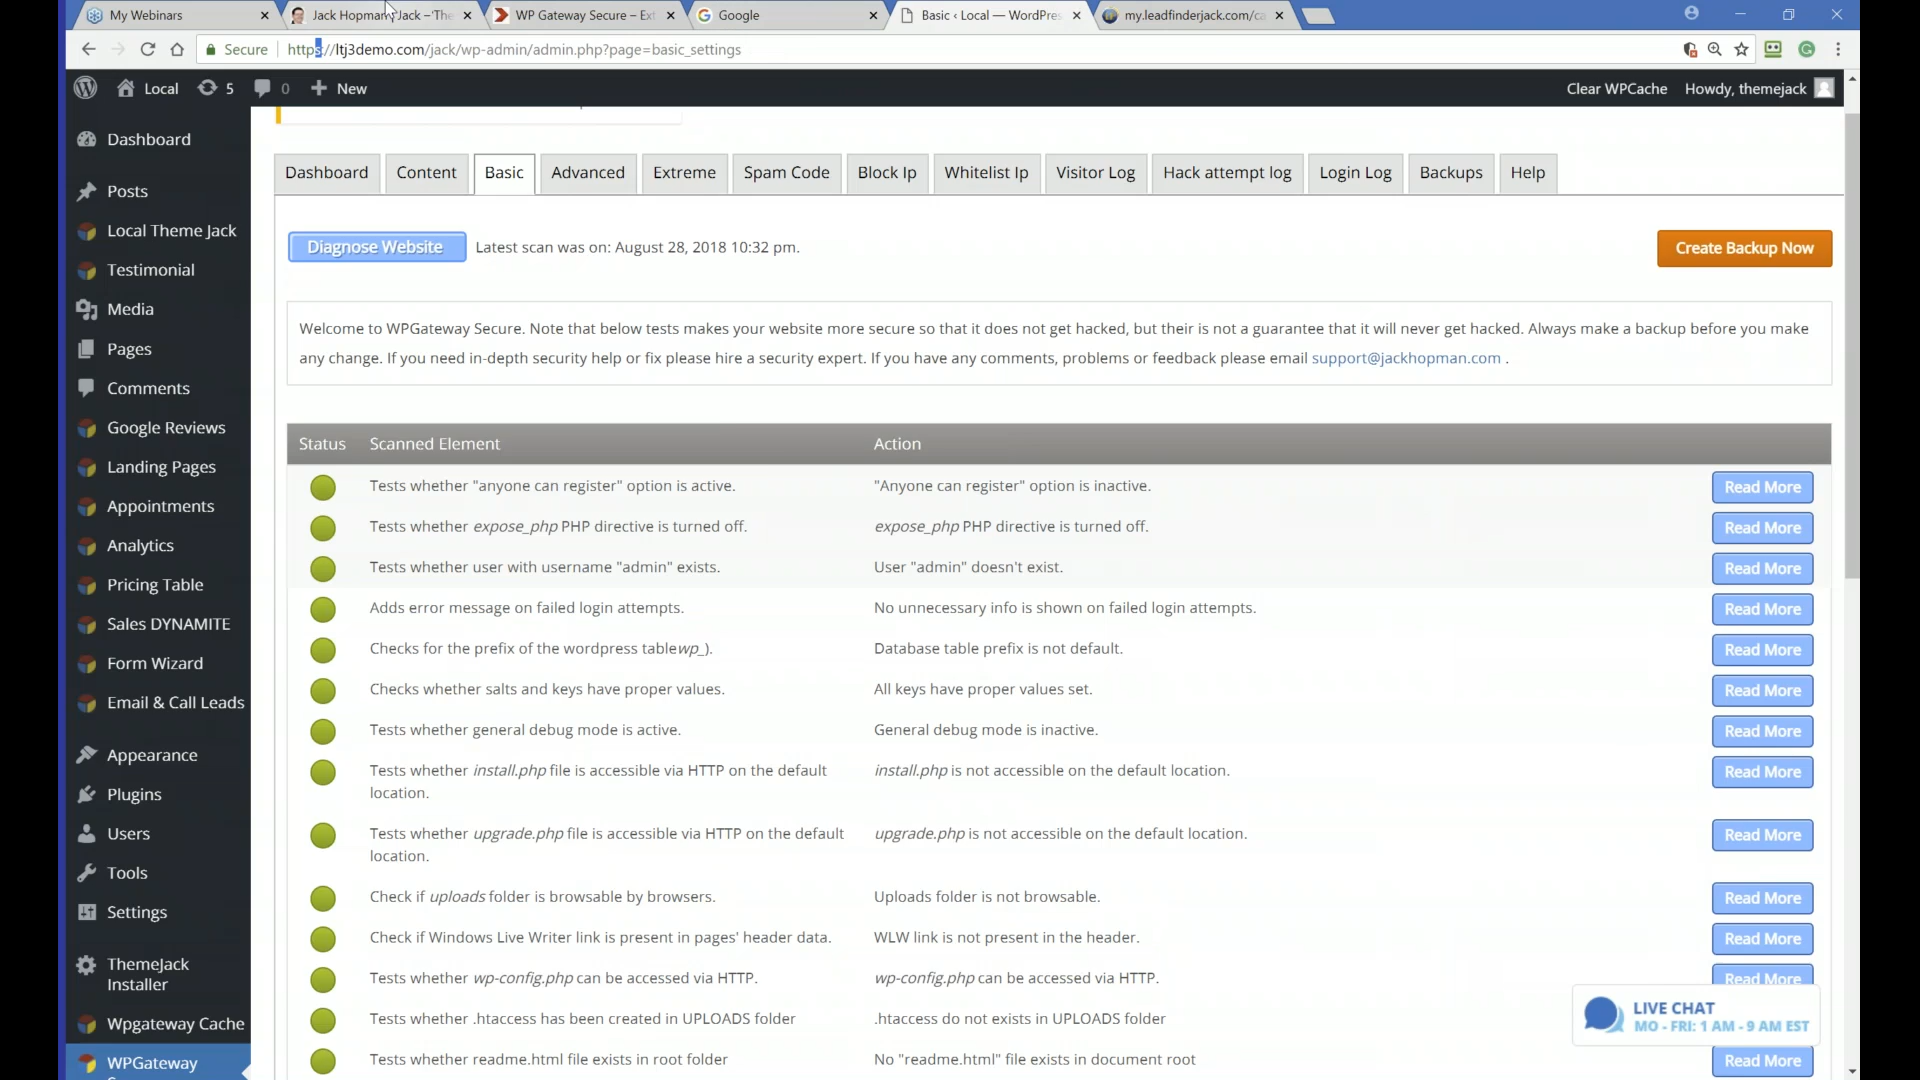 My Webinars
Jack Hopman, Jack – 'The
WP Gateway Secure – Ext
Google
Basic ‹ Local — WordPres
my.leadfinderjack.com/ca
Secure
https://ltj3demo.com/jack/wp-admin/admin.php?page=basic_settings
Local
5
0
New
Clear WPCache
Howdy, themejack
Dashboard
Posts
Local Theme Jack
Testimonial
Media
Pages
Comments
Google Reviews
Landing Pages
Appointments
Analytics
Pricing Table
Sales DYNAMITE
Form Wizard
Email & Call Leads
Appearance
Plugins
Users
Tools
Settings
ThemeJack
Installer
Wpgateway Cache
WPGateway
Dashboard
Content
Basic
Advanced
Extreme
Spam Code
Block Ip
Whitelist Ip
Visitor Log
Hack attempt log
Login Log
Backups
Help
Diagnose Website
Latest scan was on: August 28, 2018 10:32 pm.
Create Backup Now
Welcome to WPGateway Secure. Note that below tests makes your website more secure so that it does not get hacked, but their is not a guarantee that it will never get hacked. Always make a backup before you make
any change. If you need in-depth security help or fix please hire a security expert. If you have any comments, problems or feedback please email support@jackhopman.com .
Status Scanned Element Action
Tests whether "anyone can register" option is active. "Anyone can register" option is inactive. Read More
Tests whether expose_php PHP directive is turned off. expose_php PHP directive is turned off. Read More
Tests whether user with username "admin" exists. User "admin" doesn't exist. Read More
Adds error message on failed login attempts. No unnecessary info is shown on failed login attempts. Read More
Checks for the prefix of the wordpress tablewp_). Database table prefix is not default. Read More
Checks whether salts and keys have proper values. All keys have proper values set. Read More
Tests whether general debug mode is active. General debug mode is inactive. Read More
Tests whether install.php file is accessible via HTTP on the default install.php is not accessible on the default location. Read More
location.
Tests whether upgrade.php file is accessible via HTTP on the default upgrade.php is not accessible on the default location. Read More
location.
Check if uploads folder is browsable by browsers. Uploads folder is not browsable. Read More
Check if Windows Live Writer link is present in pages' header data. WLW link is not present in the header. Read More
Tests whether wp-config.php can be accessed via HTTP. wp-config.php can be accessed via HTTP. Read More
Tests whether .htaccess has been created in UPLOADS folder .htaccess do not exists in UPLOADS folder
Tests whether readme.html file exists in root folder No "readme.html" file exists in document root Read More
LIVE CHAT
MO - FRI: 1 AM - 9 AM EST